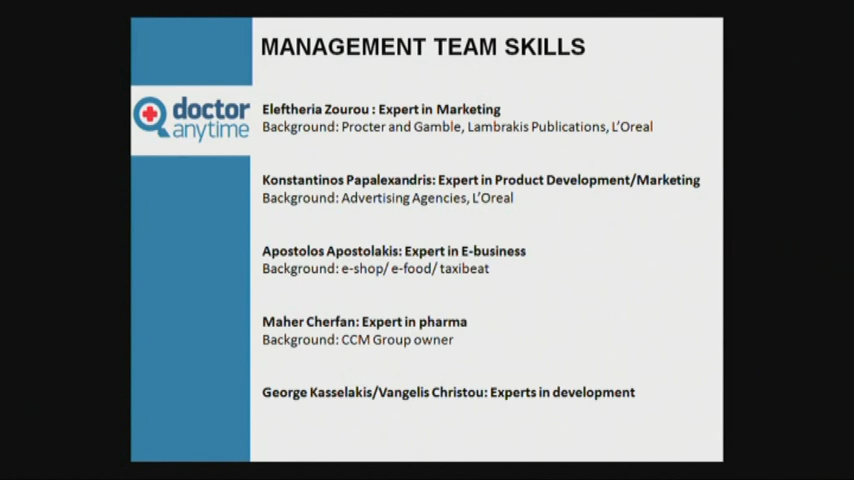 MANAGEMENT TEAM SKILLS
doctor
anytime
Eleftheria Zourou : Expert in Marketing
Background: Procter and Gamble, Lambrakis Publications, L'Oreal
Konstantinos Papalexandris: Expert in Product Development/Marketing
Background: Advertising Agencies, L'Oreal
Apostolos Apostolakis: Expert in E-business
Background: e-shop/ e-food/ taxibeat
Maher Cherfan: Expert in pharma
Background: CCM Group owner
George Kasselakis/Vangelis Christou: Experts in development